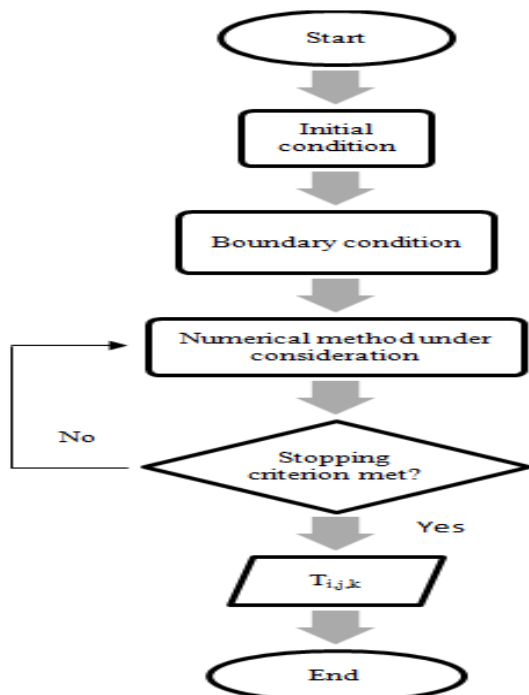 Start
Initial
condition
Boundary condition
Numerical method under
consideration
No
Stopping
criterion met?
Yes
Ti,j,k
End